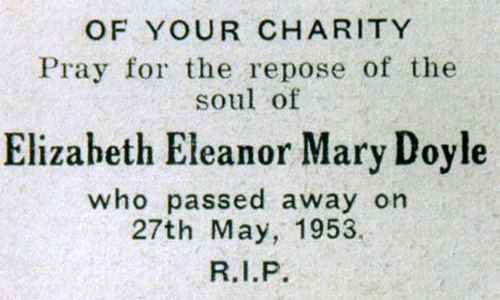 OF YOUR CHARITY
Pray for the repose of the
soul of
Elizabeth Eleanor Mary Doyle
who passed away on
27th May, 1953.
R.I.P.